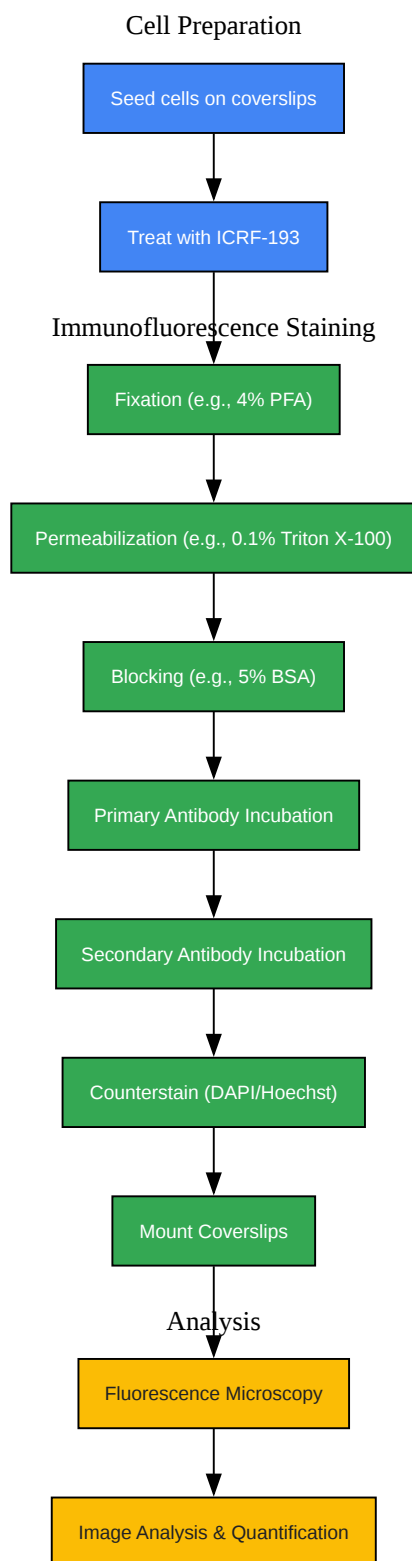 Cell Preparation
Seed cells on coverslips
Treat with ICRF-193
Immunofluorescence Staining
Fixation (e.g., 4% PFA)
Permeabilization (e.g., 0.1% Triton X-100)
Blocking (e.g., 5% BSA)
Primary Antibody Incubation
Secondary Antibody Incubation
Counterstain (DAPI/Hoechst)
Mount Coverslips
Analysis
Fluorescence Microscopy
Image Analysis & Quantification